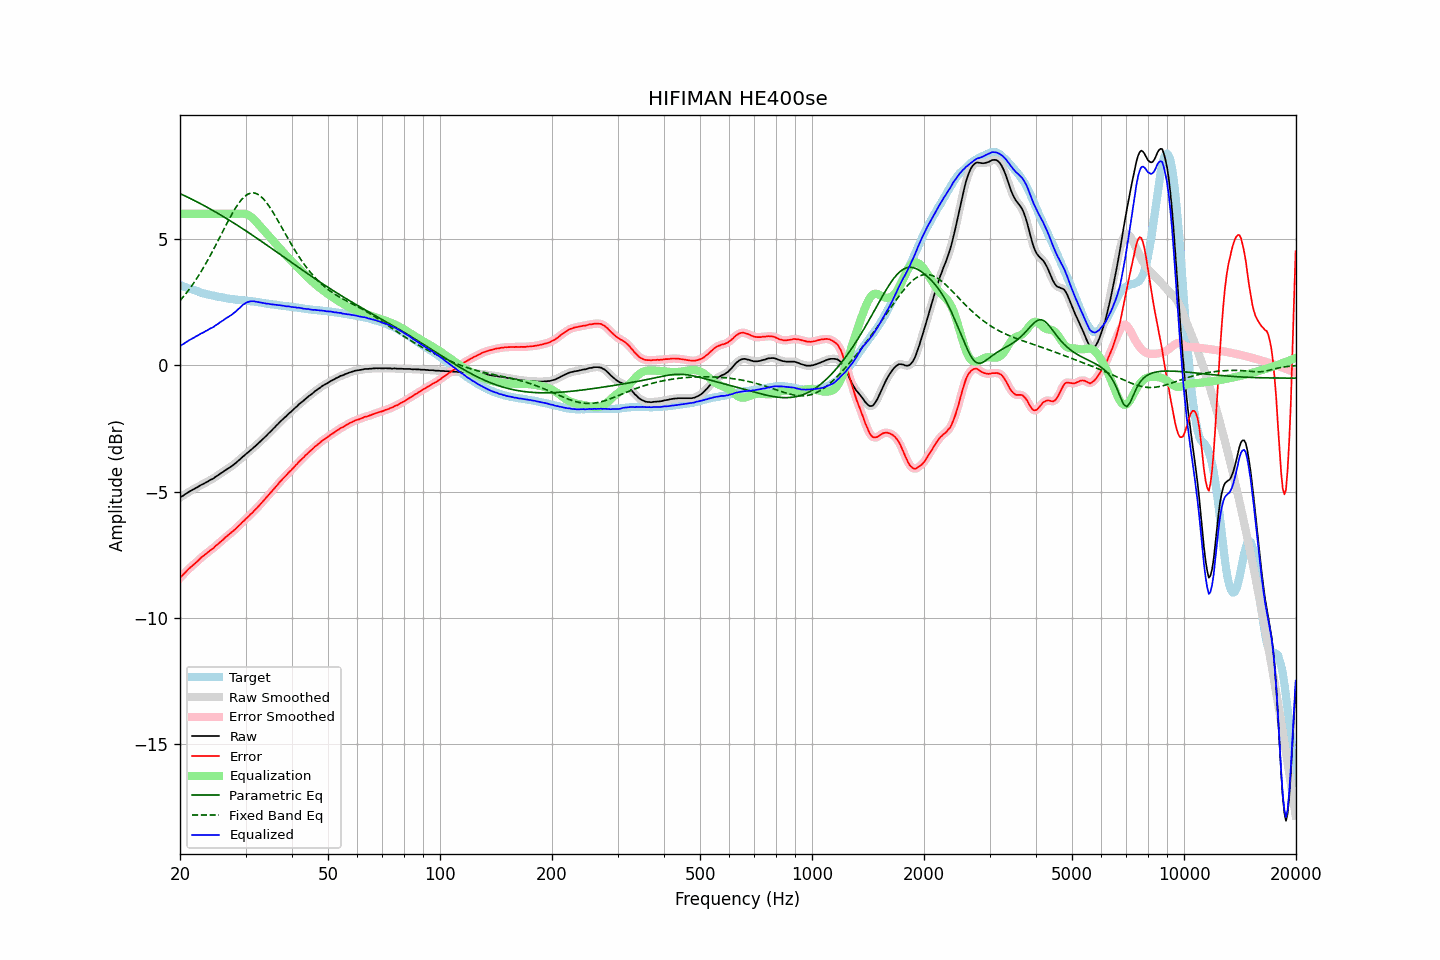 HIFIMAN HE400se
Amplitude (dBr)
5
0
−5
−10
−15
Target
Raw Smoothed
Error Smoothed
Raw
Error
Equalization
Parametric Eq
Fixed Band Eq
Equalized
20 50 100 200 500 1000 2000 5000 10000 20000
Frequency (Hz)